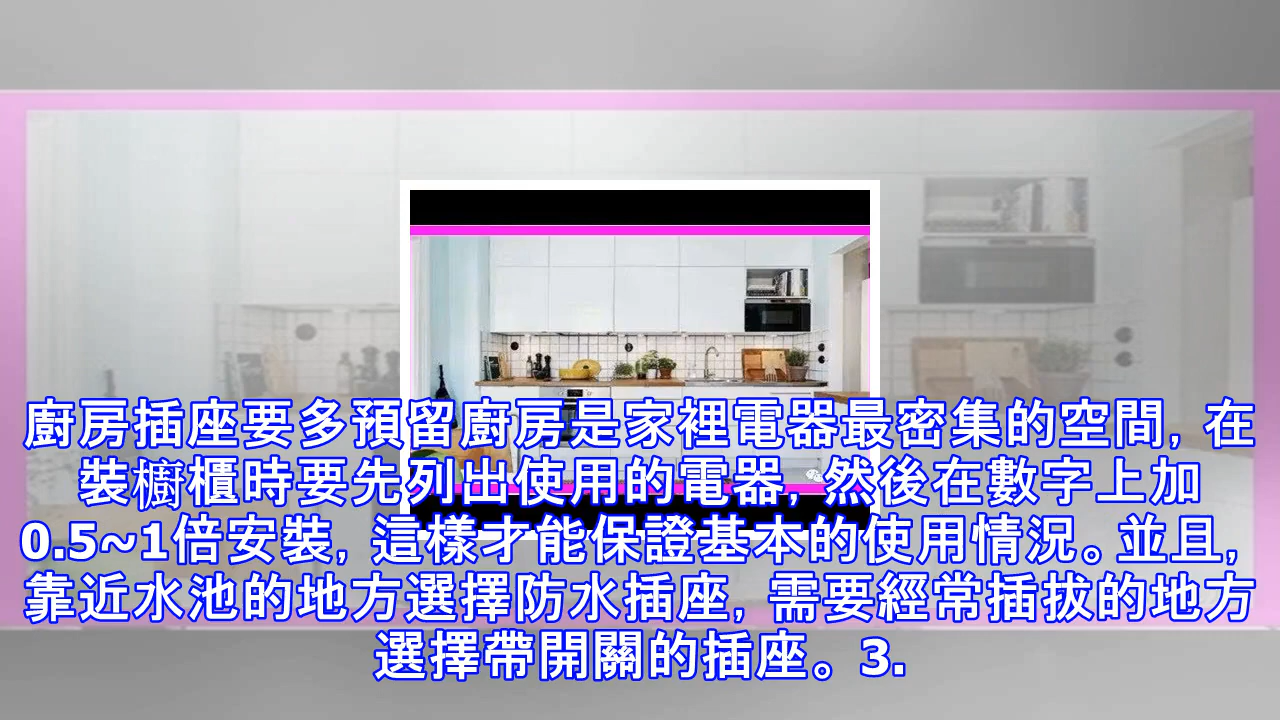 廚房插座要多預留廚房是家裡電器最密集的空間, 在
裝櫥櫃時要先列出使用的電器, 然後在數字上加
0.5~1倍安裝, 這樣才能保證基本的使用情況。並且,
靠近水池的地方選擇防水插座, 需要經常插拔的地方
選擇帶開關的插座。3.